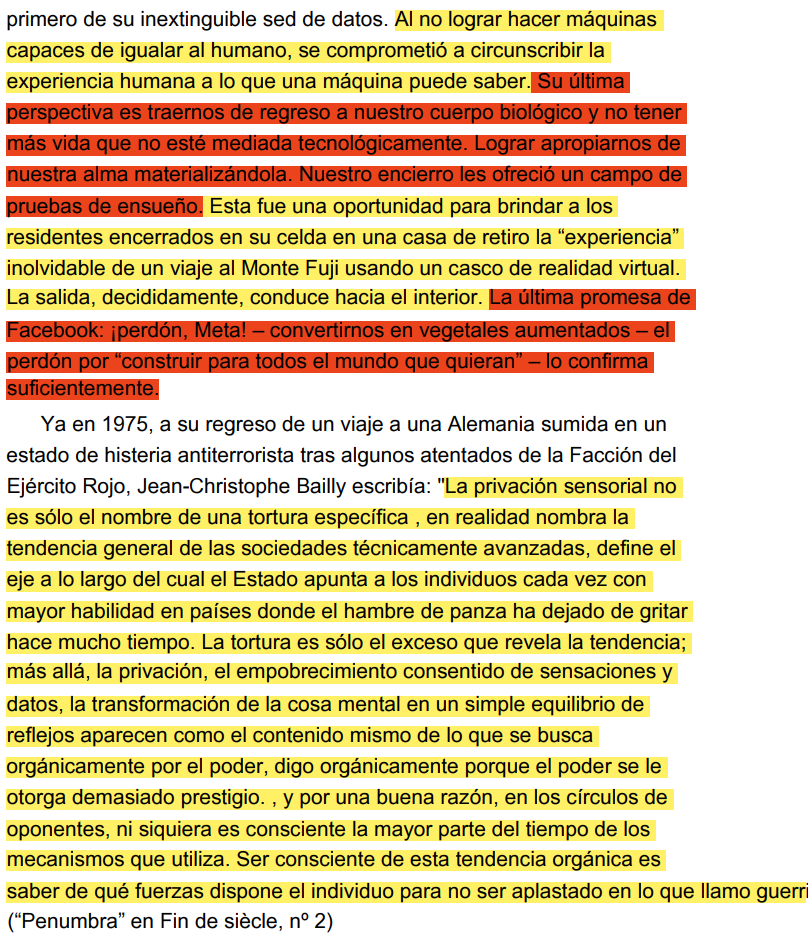 primero de su inextinguible sed de datos. Al no lograr hacer máquinas
capaces de igualar al humano, se comprometió a circunscribir la
experiencia humana a lo que una máquina puede saber. Su última
perspectiva es traernos de regreso a nuestro cuerpo biológico y no tener
más vida que no esté mediada tecnológicamente. Lograr apropiarnos de
nuestra alma materializándola. Nuestro encierro les ofreció un campo de
pruebas de ensueño. Esta fue una oportunidad para brindar a los
residentes encerrados en su celda en una casa de retiro la “experiencia”
inolvidable de un viaje al Monte Fuji usando un casco de realidad virtual.
La salida, decididamente, conduce hacia el interior. La última promesa de
Facebook: ¡perdón, Meta! – convertirnos en vegetales aumentados – el
perdón por “construir para todos el mundo que quieran” – lo confirma
suficientemente.
Ya en 1975, a su regreso de un viaje a una Alemania sumida en un
estado de histeria antiterrorista tras algunos atentados de la Facción del
Ejército Rojo, Jean-Christophe Bailly escribía: "La privación sensorial no
es sólo el nombre de una tortura específica , en realidad nombra la
tendencia general de las sociedades técnicamente avanzadas, define el
eje a lo largo del cual el Estado apunta a los individuos cada vez con
mayor habilidad en países donde el hambre de panza ha dejado de gritar
hace mucho tiempo. La tortura es sólo el exceso que revela la tendencia;
más allá, la privación, el empobrecimiento consentido de sensaciones y
datos, la transformación de la cosa mental en un simple equilibrio de
reflejos aparecen como el contenido mismo de lo que se busca
orgánicamente por el poder, digo orgánicamente porque el poder se le
otorga demasiado prestigio. , y por una buena razón, en los círculos de
oponentes, ni siquiera es consciente la mayor parte del tiempo de los
mecanismos que utiliza. Ser consciente de esta tendencia orgánica es
saber de qué fuerzas dispone el individuo para no ser aplastado en lo que llamo
(“Penumbra” en Fin de siècle, nº 2)